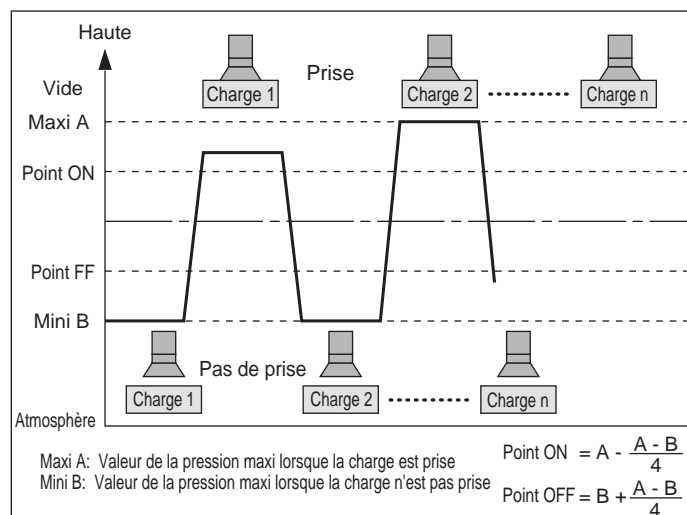 Haute
Vide
Prise
Charge 1
Charge 2
Charge n
Maxi A
Point ON
Point FF
Mini B
Pas de prise
Charge 1
Charge 2
Charge n
Atmosphère
Maxi A: Valeur de la pression maxi lorsque la charge est prise
Mini B: Valeur de la pression maxi lorsque la charge n'est pas prise
Point ON = A - A - B / 4
Point OFF = B + A - B / 4